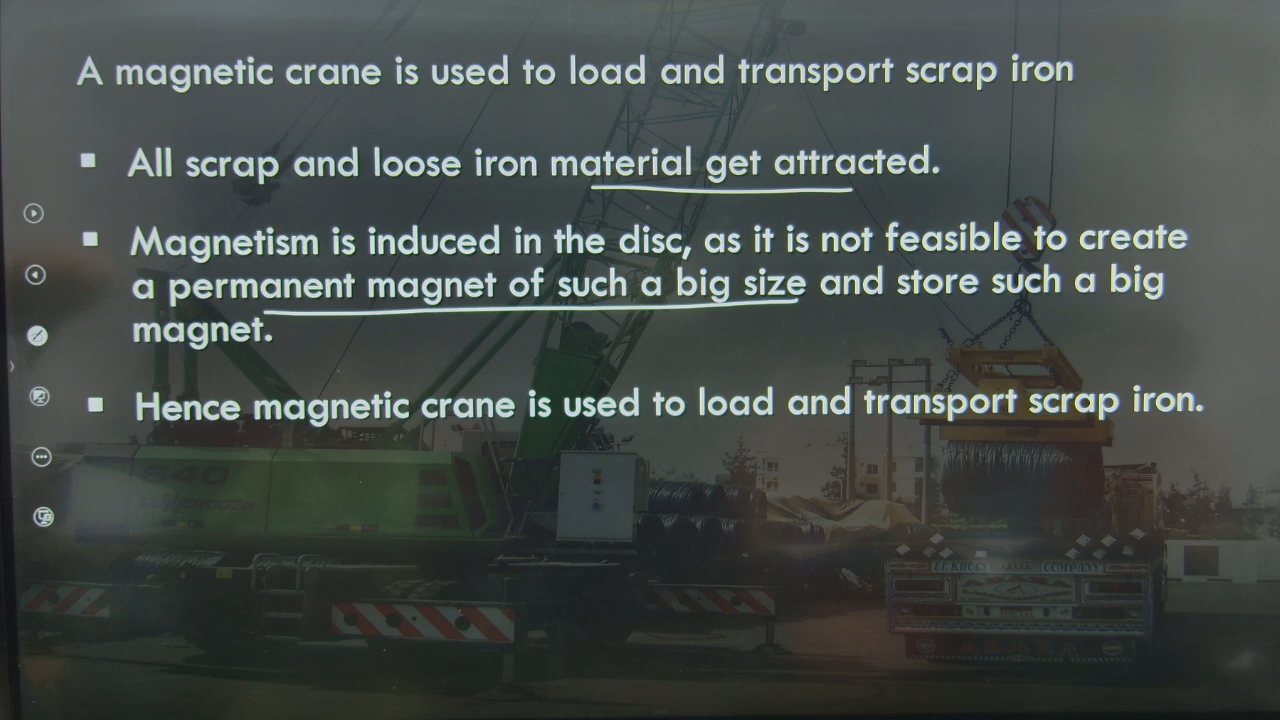 A magnetic crane is used to load and transport scrap iron
All scrap and loose iron material get attracted.
Magnetism is induced in the disc, as it is not feasible to create
a permanent magnet of such a big size and store such a big
magnet.
Hence magnetic crane is used to load and transport scrap iron.
840
COMPANY